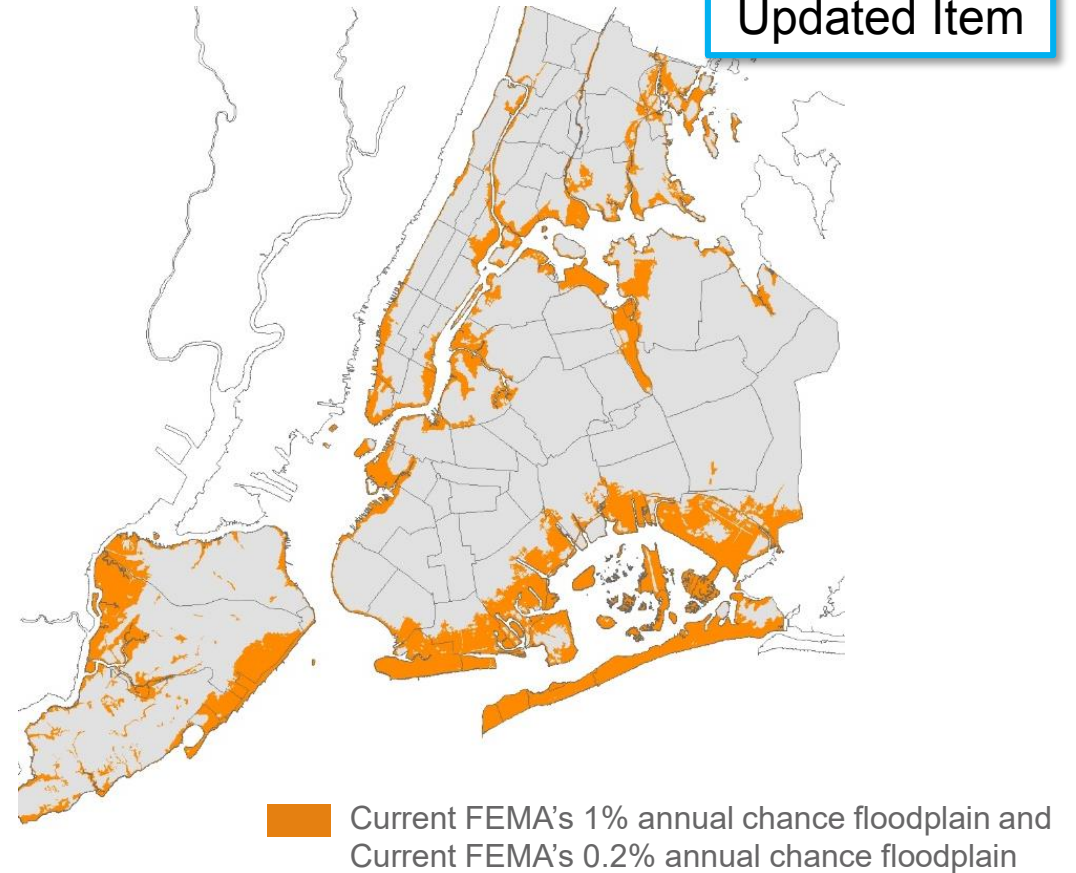 Updated Item
Current FEMA’s 1% annual chance floodplain and
Current FEMA’s 0.2% annual chance floodplain